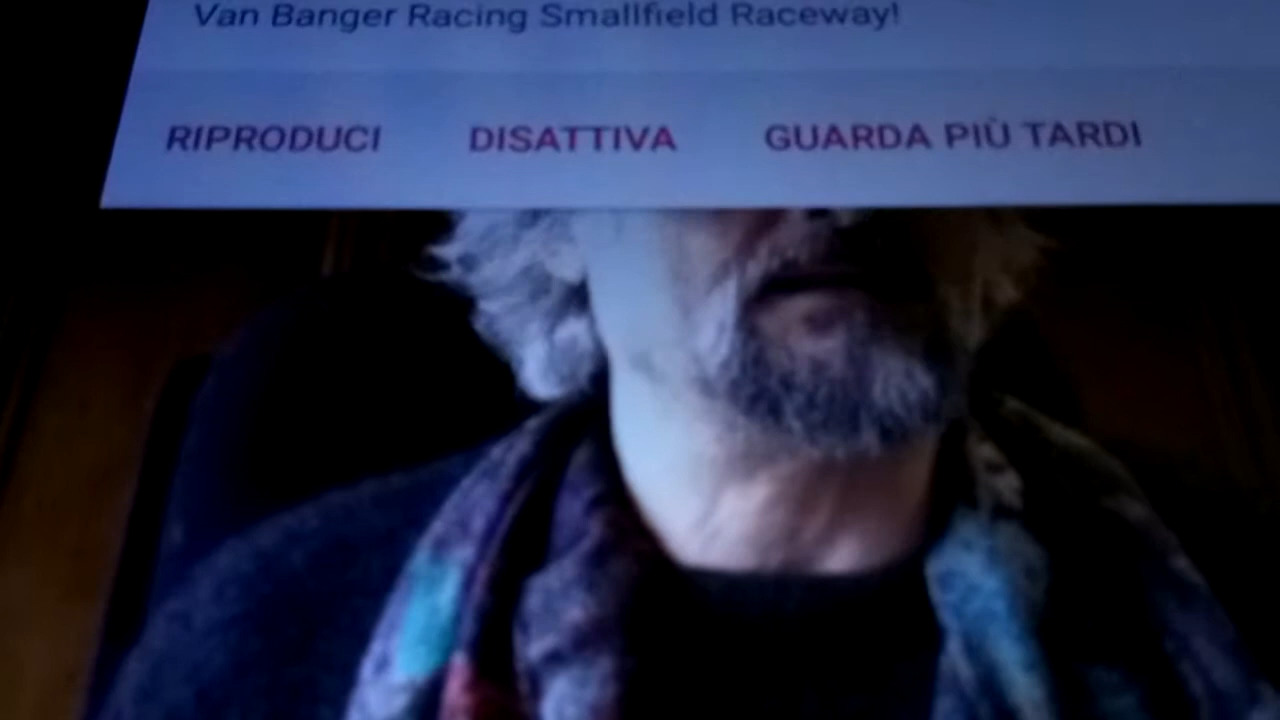 Van Banger Racing Smallfield Raceway!
RIPRODUCI DISATTIVA GUARDA PIÙ TARDI